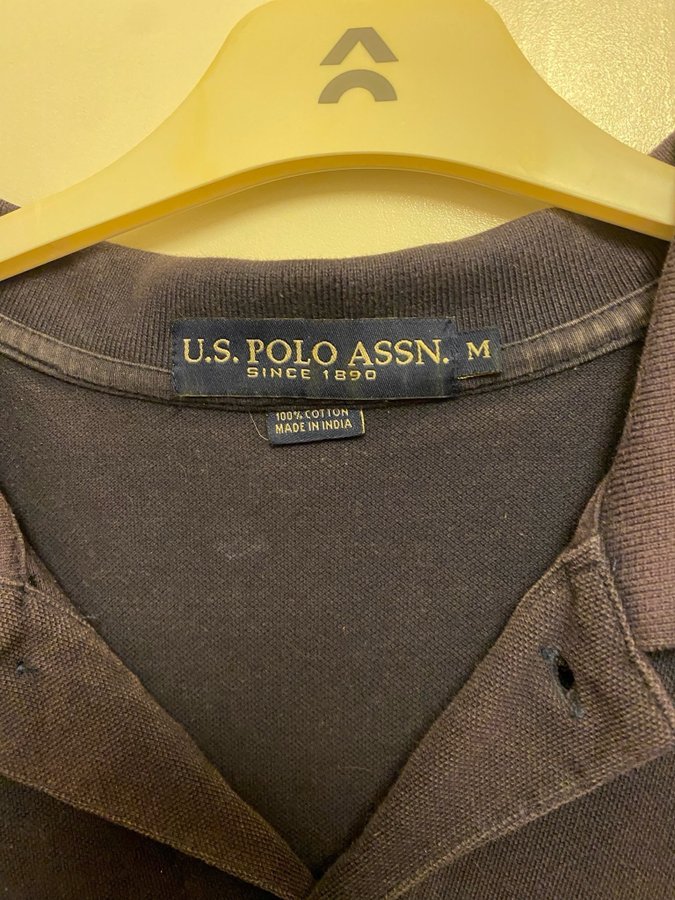 U.S. POLO ASSN. M
SINCE 1890
100% COTTON
MADE IN INDIA